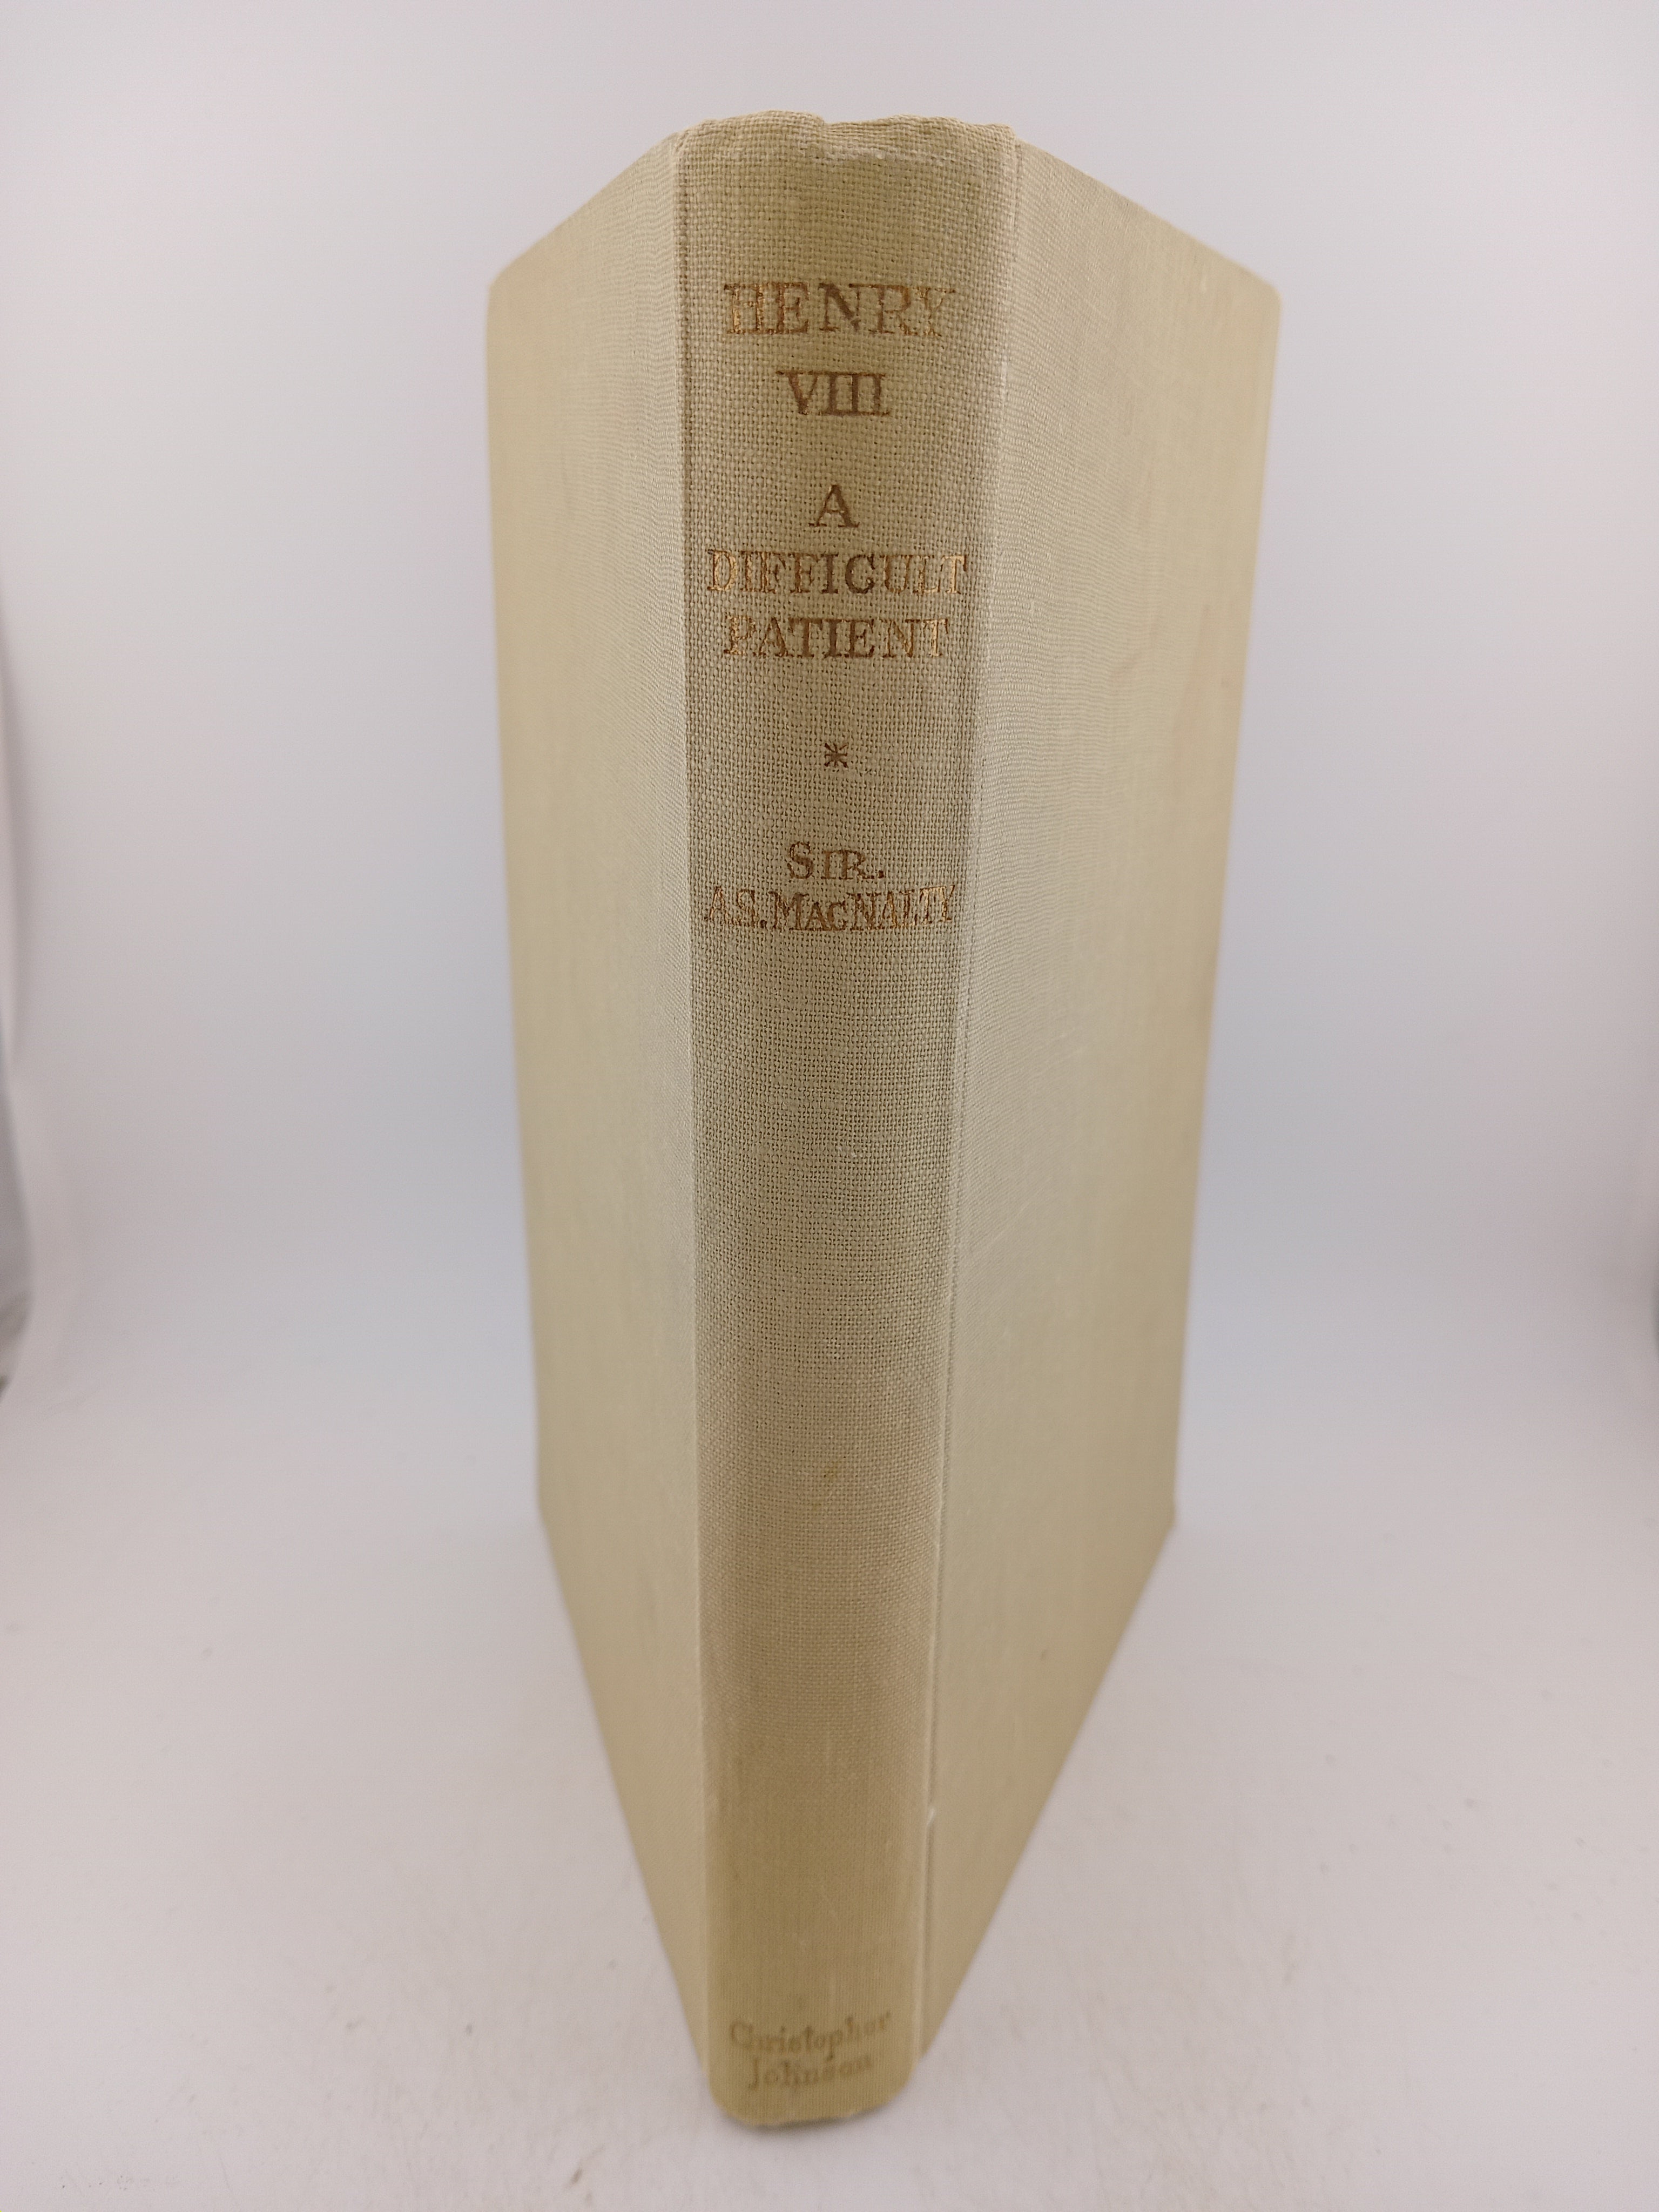 HENRY
VIII
A
DIFFICULT
PATIENT
*
SIR.
A.S.MACNALTY
Christopher
Johnson